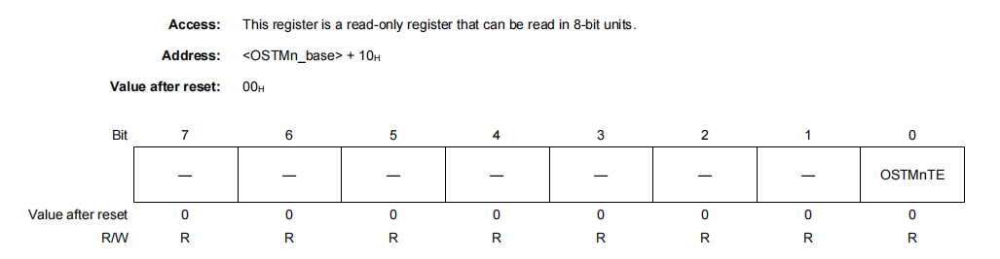 Access: This register is a read-only register that can be read in 8-bit units.
Address: <OSTMn_base> + 10H
Value after reset: 00H
Bit 7 6 5 4 3 2 1 0
— — — — — — — OSTMnTE
Value after reset 0 0 0 0 0 0 0 0
R/W R R R R R R R R